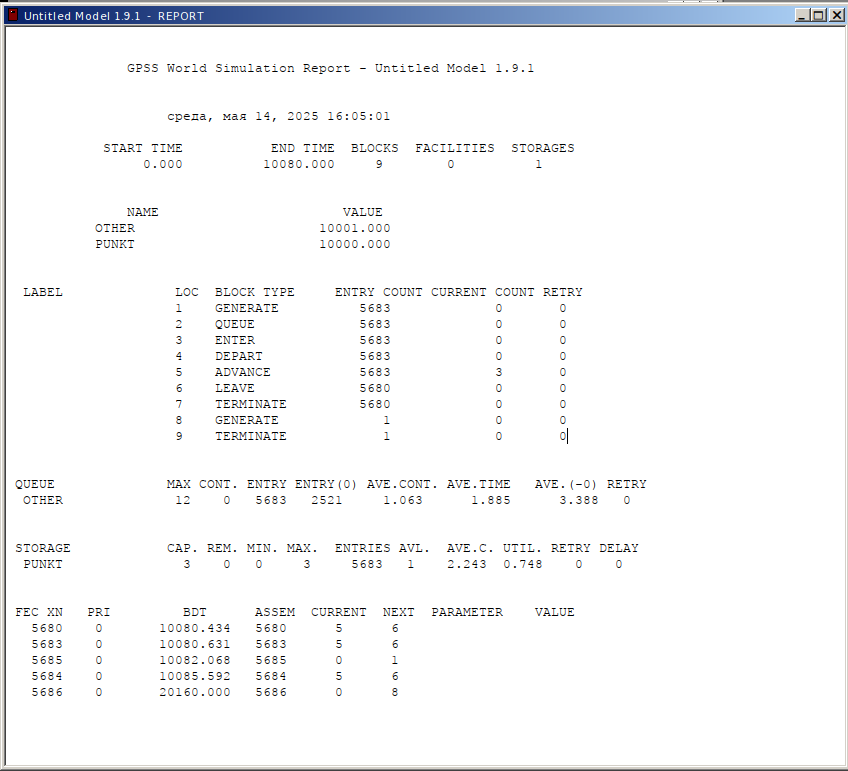 Untitled Model 1.9.1 - REPORT
GPSS World Simulation Report - Untitled Model 1.9.1
среда, мая 14, 2025 16:05:01
START TIME END TIME BLOCKS FACILITIES STORAGES
0.000 10080.000 9 0 1
NAME VALUE
OTHER 10001.000
PUNKT 10000.000
LABEL LOC BLOCK TYPE ENTRY COUNT CURRENT COUNT RETRY
1 GENERATE 5683 0 0
2 QUEUE 5683 0 0
3 ENTER 5683 0 0
4 DEPART 5683 0 0
5 ADVANCE 5683 3 0
6 LEAVE 5680 0 0
7 TERMINATE 5680 0 0
8 GENERATE 1 0 0
9 TERMINATE 1 0 0
QUEUE MAX CONT. ENTRY ENTRY(0) AVE.CONT. AVE.TIME AVE.(-0) RETRY
OTHER 12 0 5683 2521 1.063 1.885 3.388 0
STORAGE CAP. REM. MIN. MAX. ENTRIES AVL. AVE.C. UTIL. RETRY DELAY
PUNKT 3 0 0 3 5683 1 2.243 0.748 0 0
FEC XN PRI BDT ASSEM CURRENT NEXT PARAMETER VALUE
5680 0 10080.434 5680 5 6
5683 0 10080.631 5683 5 6
5685 0 10082.068 5685 0 1
5684 0 10085.592 5684 5 6
5686 0 20160.000 5686 0 8